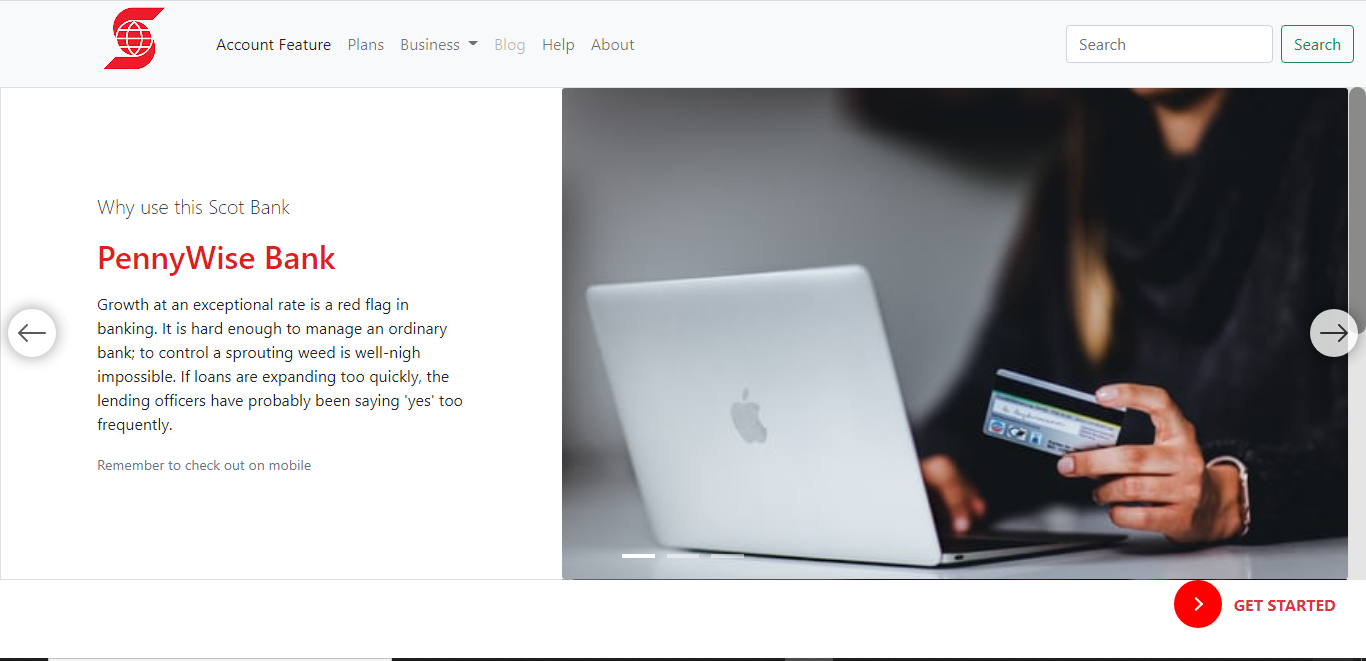 Account Feature Plans Business Blog Help About Search Search
Why use this Scot Bank
PennyWise Bank
Growth at an exceptional rate is a red flag in
banking. It is hard enough to manage an ordinary
bank; to control a sprouting weed is well-nigh
impossible. If loans are expanding too quickly, the
lending officers have probably been saying 'yes' too
frequently.
Remember to check out on mobile
GET STARTED